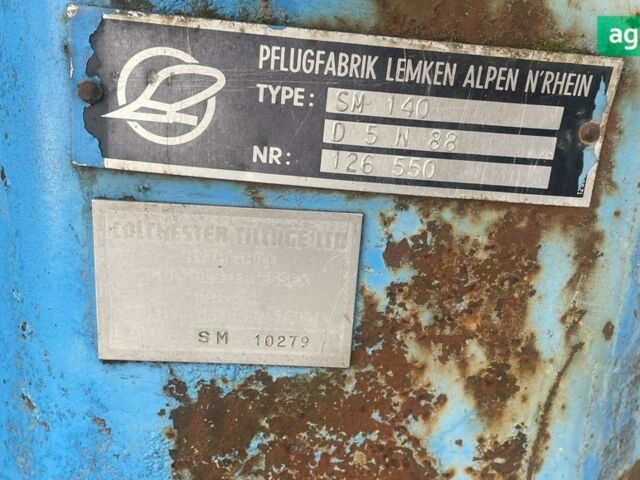 ag
PFLUGFABRIK LEMKEN ALPEN N'RHEIN
TYPE: SM 140
D 5 N 88
NR: 126 550
COLCHESTER TILLAGE LTD
SM 10279